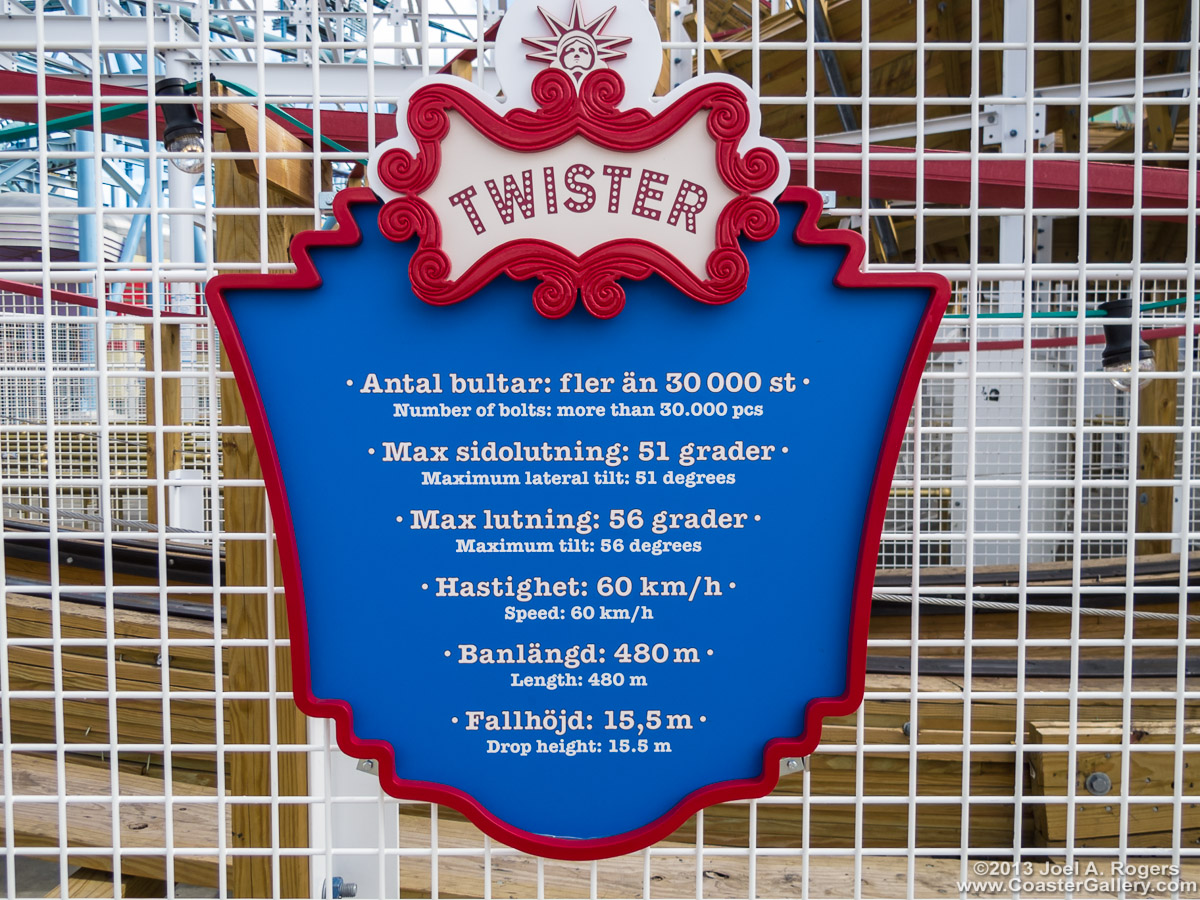 TWISTER
• Antal bultar: fler än 30 000 st •
Number of bolts: more than 30.000 pcs
• Max sidolutning: 51 grader •
Maximum lateral tilt: 51 degrees
• Max lutning: 56 grader •
Maximum tilt: 56 degrees
• Hastighet: 60 km/h •
Speed: 60 km/h
• Banlängd: 480 m •
Length: 480 m
• Fallhöjd: 15,5 m •
Drop height: 15.5 m
©2013 Joel A. Rogers
www.CoasterGallery.com